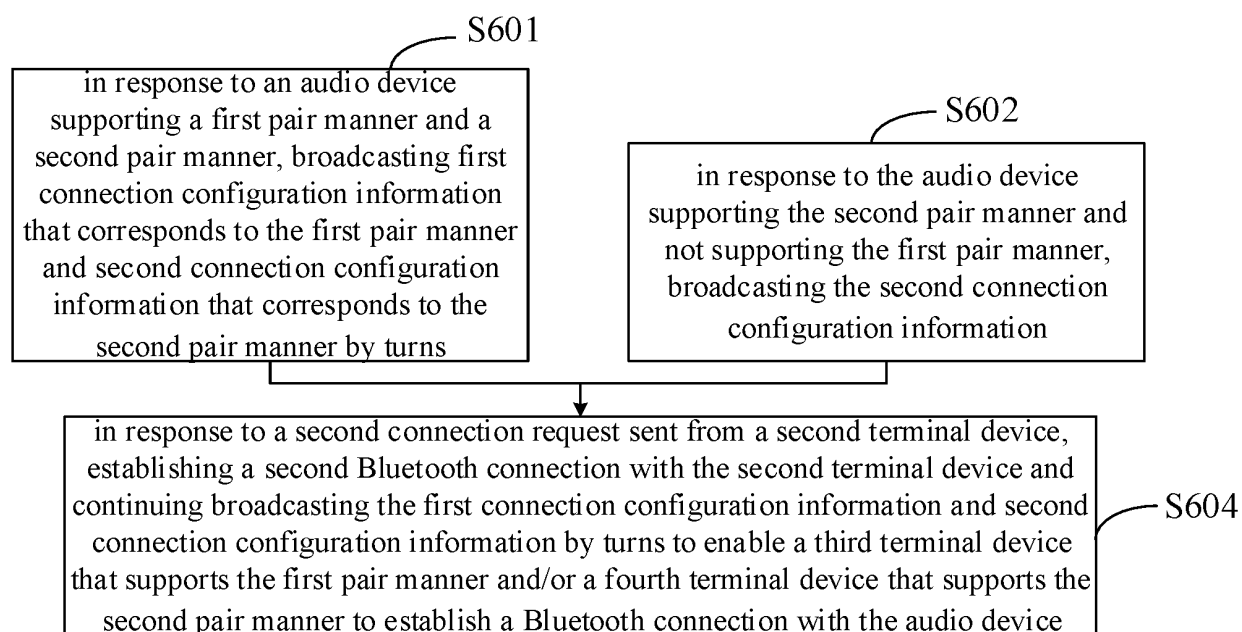 S601
in response to an audio device
supporting a first pair manner and a
second pair manner, broadcasting first
connection configuration information
that corresponds to the first pair manner
and second connection configuration
information that corresponds to the
second pair manner by turns
S602
in response to the audio device
supporting the second pair manner and
not supporting the first pair manner,
broadcasting the second connection
configuration information
in response to a second connection request sent from a second terminal device,
establishing a second Bluetooth connection with the second terminal device and
continuing broadcasting the first connection configuration information and second
connection configuration information by turns to enable a third terminal device
that supports the first pair manner and/or a fourth terminal device that supports the
second pair manner to establish a Bluetooth connection with the audio device
S604